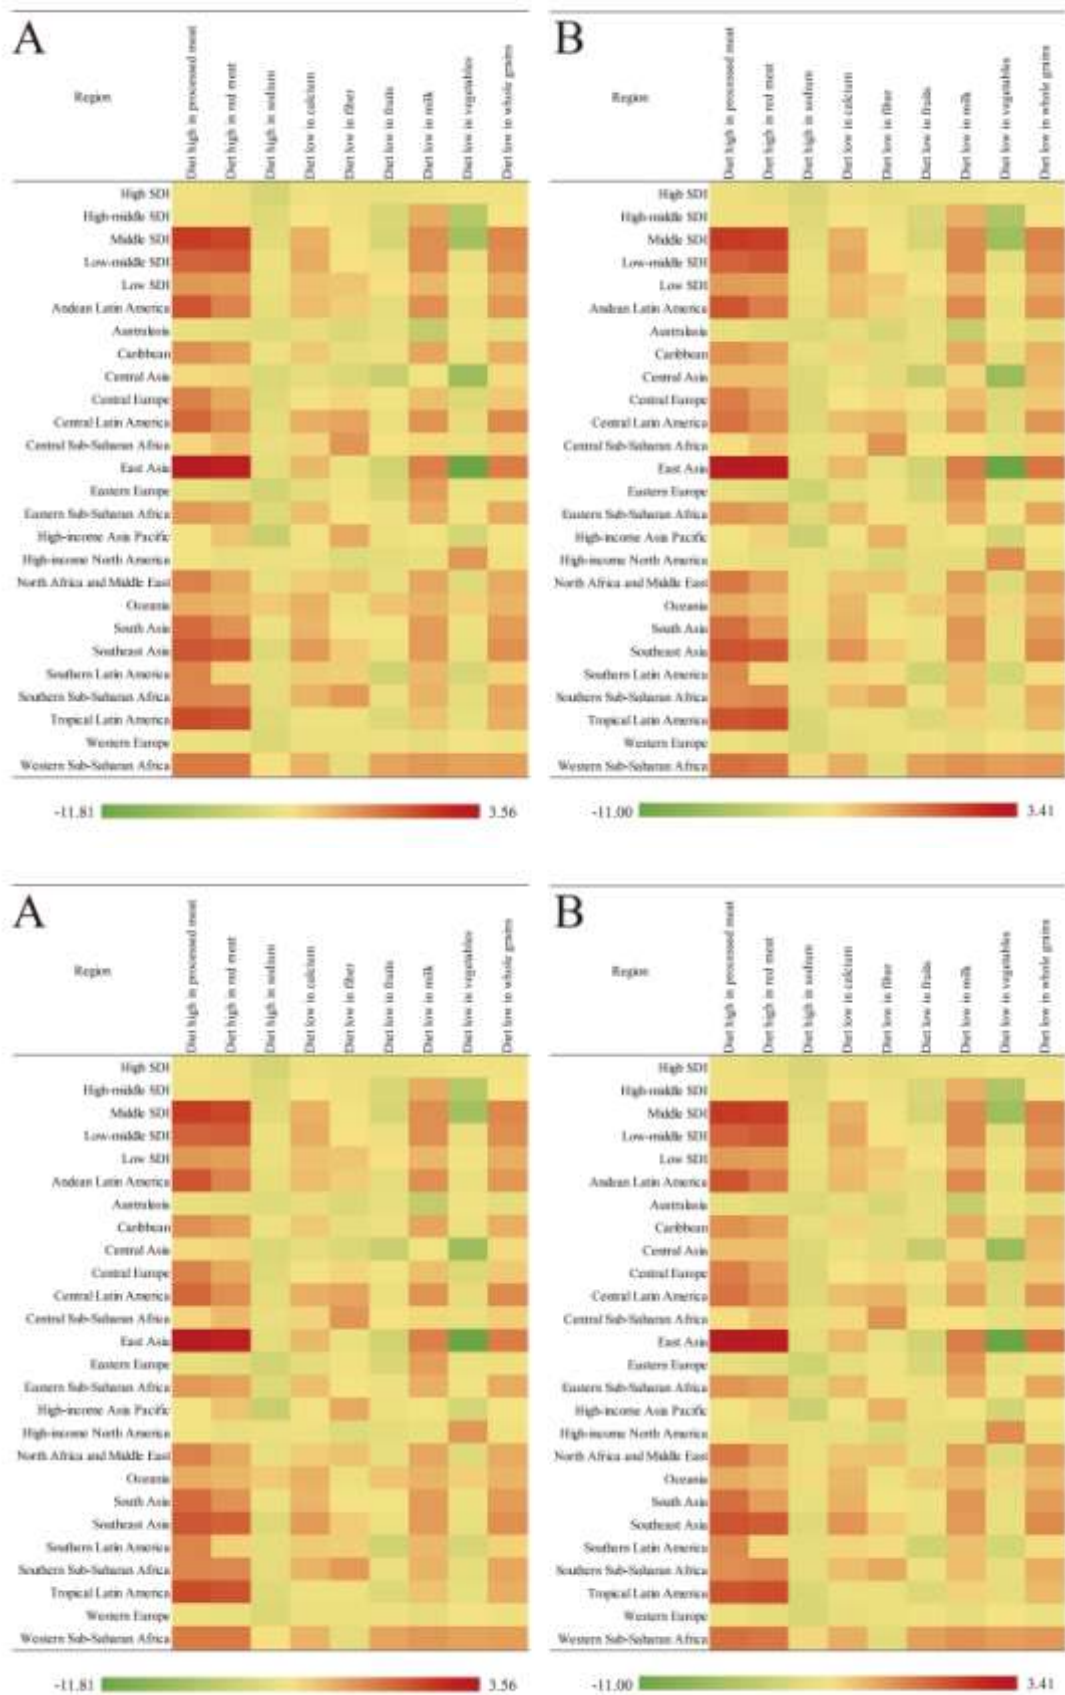 A
Region
Diet high in processed meat
Diet high in red meat
Diet high in sodium
Diet low in calcium
Diet low in fiber
Diet low in fruits
Diet low in milk
Diet low in vegetables
Diet low in whole grains
High SDI
High-middle SDI
Middle SDI
Low-middle SDI
Low SDI
Andean Latin America
Australasia
Caribbean
Central Asia
Central Europe
Central Latin America
Central Sub-Saharan Africa
East Asia
Eastern Europe
Eastern Sub-Saharan Africa
High-income Asia Pacific
High-income North America
North Africa and Middle East
Oceania
South Asia
Southeast Asia
Southern Latin America
Southern Sub-Saharan Africa
Tropical Latin America
Western Europe
Western Sub-Saharan Africa
-11.81 3.56
B
Region
Diet high in processed meat
Diet high in red meat
Diet high in sodium
Diet low in calcium
Diet low in fiber
Diet low in fruits
Diet low in milk
Diet low in vegetables
Diet low in whole grains
High SDI
High-middle SDI
Middle SDI
Low-middle SDI
Low SDI
Andean Latin America
Australasia
Caribbean
Central Asia
Central Europe
Central Latin America
Central Sub-Saharan Africa
East Asia
Eastern Europe
Eastern Sub-Saharan Africa
High-income Asia Pacific
High-income North America
North Africa and Middle East
Oceania
South Asia
Southeast Asia
Southern Latin America
Southern Sub-Saharan Africa
Tropical Latin America
Western Europe
Western Sub-Saharan Africa
-11.00 3.41
A
Region
Diet high in processed meat
Diet high in red meat
Diet high in sodium
Diet low in calcium
Diet low in fiber
Diet low in fruits
Diet low in milk
Diet low in vegetables
Diet low in whole grains
High SDI
High-middle SDI
Middle SDI
Low-middle SDI
Low SDI
Andean Latin America
Australasia
Caribbean
Central Asia
Central Europe
Central Latin America
Central Sub-Saharan Africa
East Asia
Eastern Europe
Eastern Sub-Saharan Africa
High-income Asia Pacific
High-income North America
North Africa and Middle East
Oceania
South Asia
Southeast Asia
Southern Latin America
Southern Sub-Saharan Africa
Tropical Latin America
Western Europe
Western Sub-Saharan Africa
-11.81 3.56
B
Region
Diet high in processed meat
Diet high in red meat
Diet high in sodium
Diet low in calcium
Diet low in fiber
Diet low in fruits
Diet low in milk
Diet low in vegetables
Diet low in whole grains
High SDI
High-middle SDI
Middle SDI
Low-middle SDI
Low SDI
Andean Latin America
Australasia
Caribbean
Central Asia
Central Europe
Central Latin America
Central Sub-Saharan Africa
East Asia
Eastern Europe
Eastern Sub-Saharan Africa
High-income Asia Pacific
High-income North America
North Africa and Middle East
Oceania
South Asia
Southeast Asia
Southern Latin America
Southern Sub-Saharan Africa
Tropical Latin America
Western Europe
Western Sub-Saharan Africa
-11.00 3.41